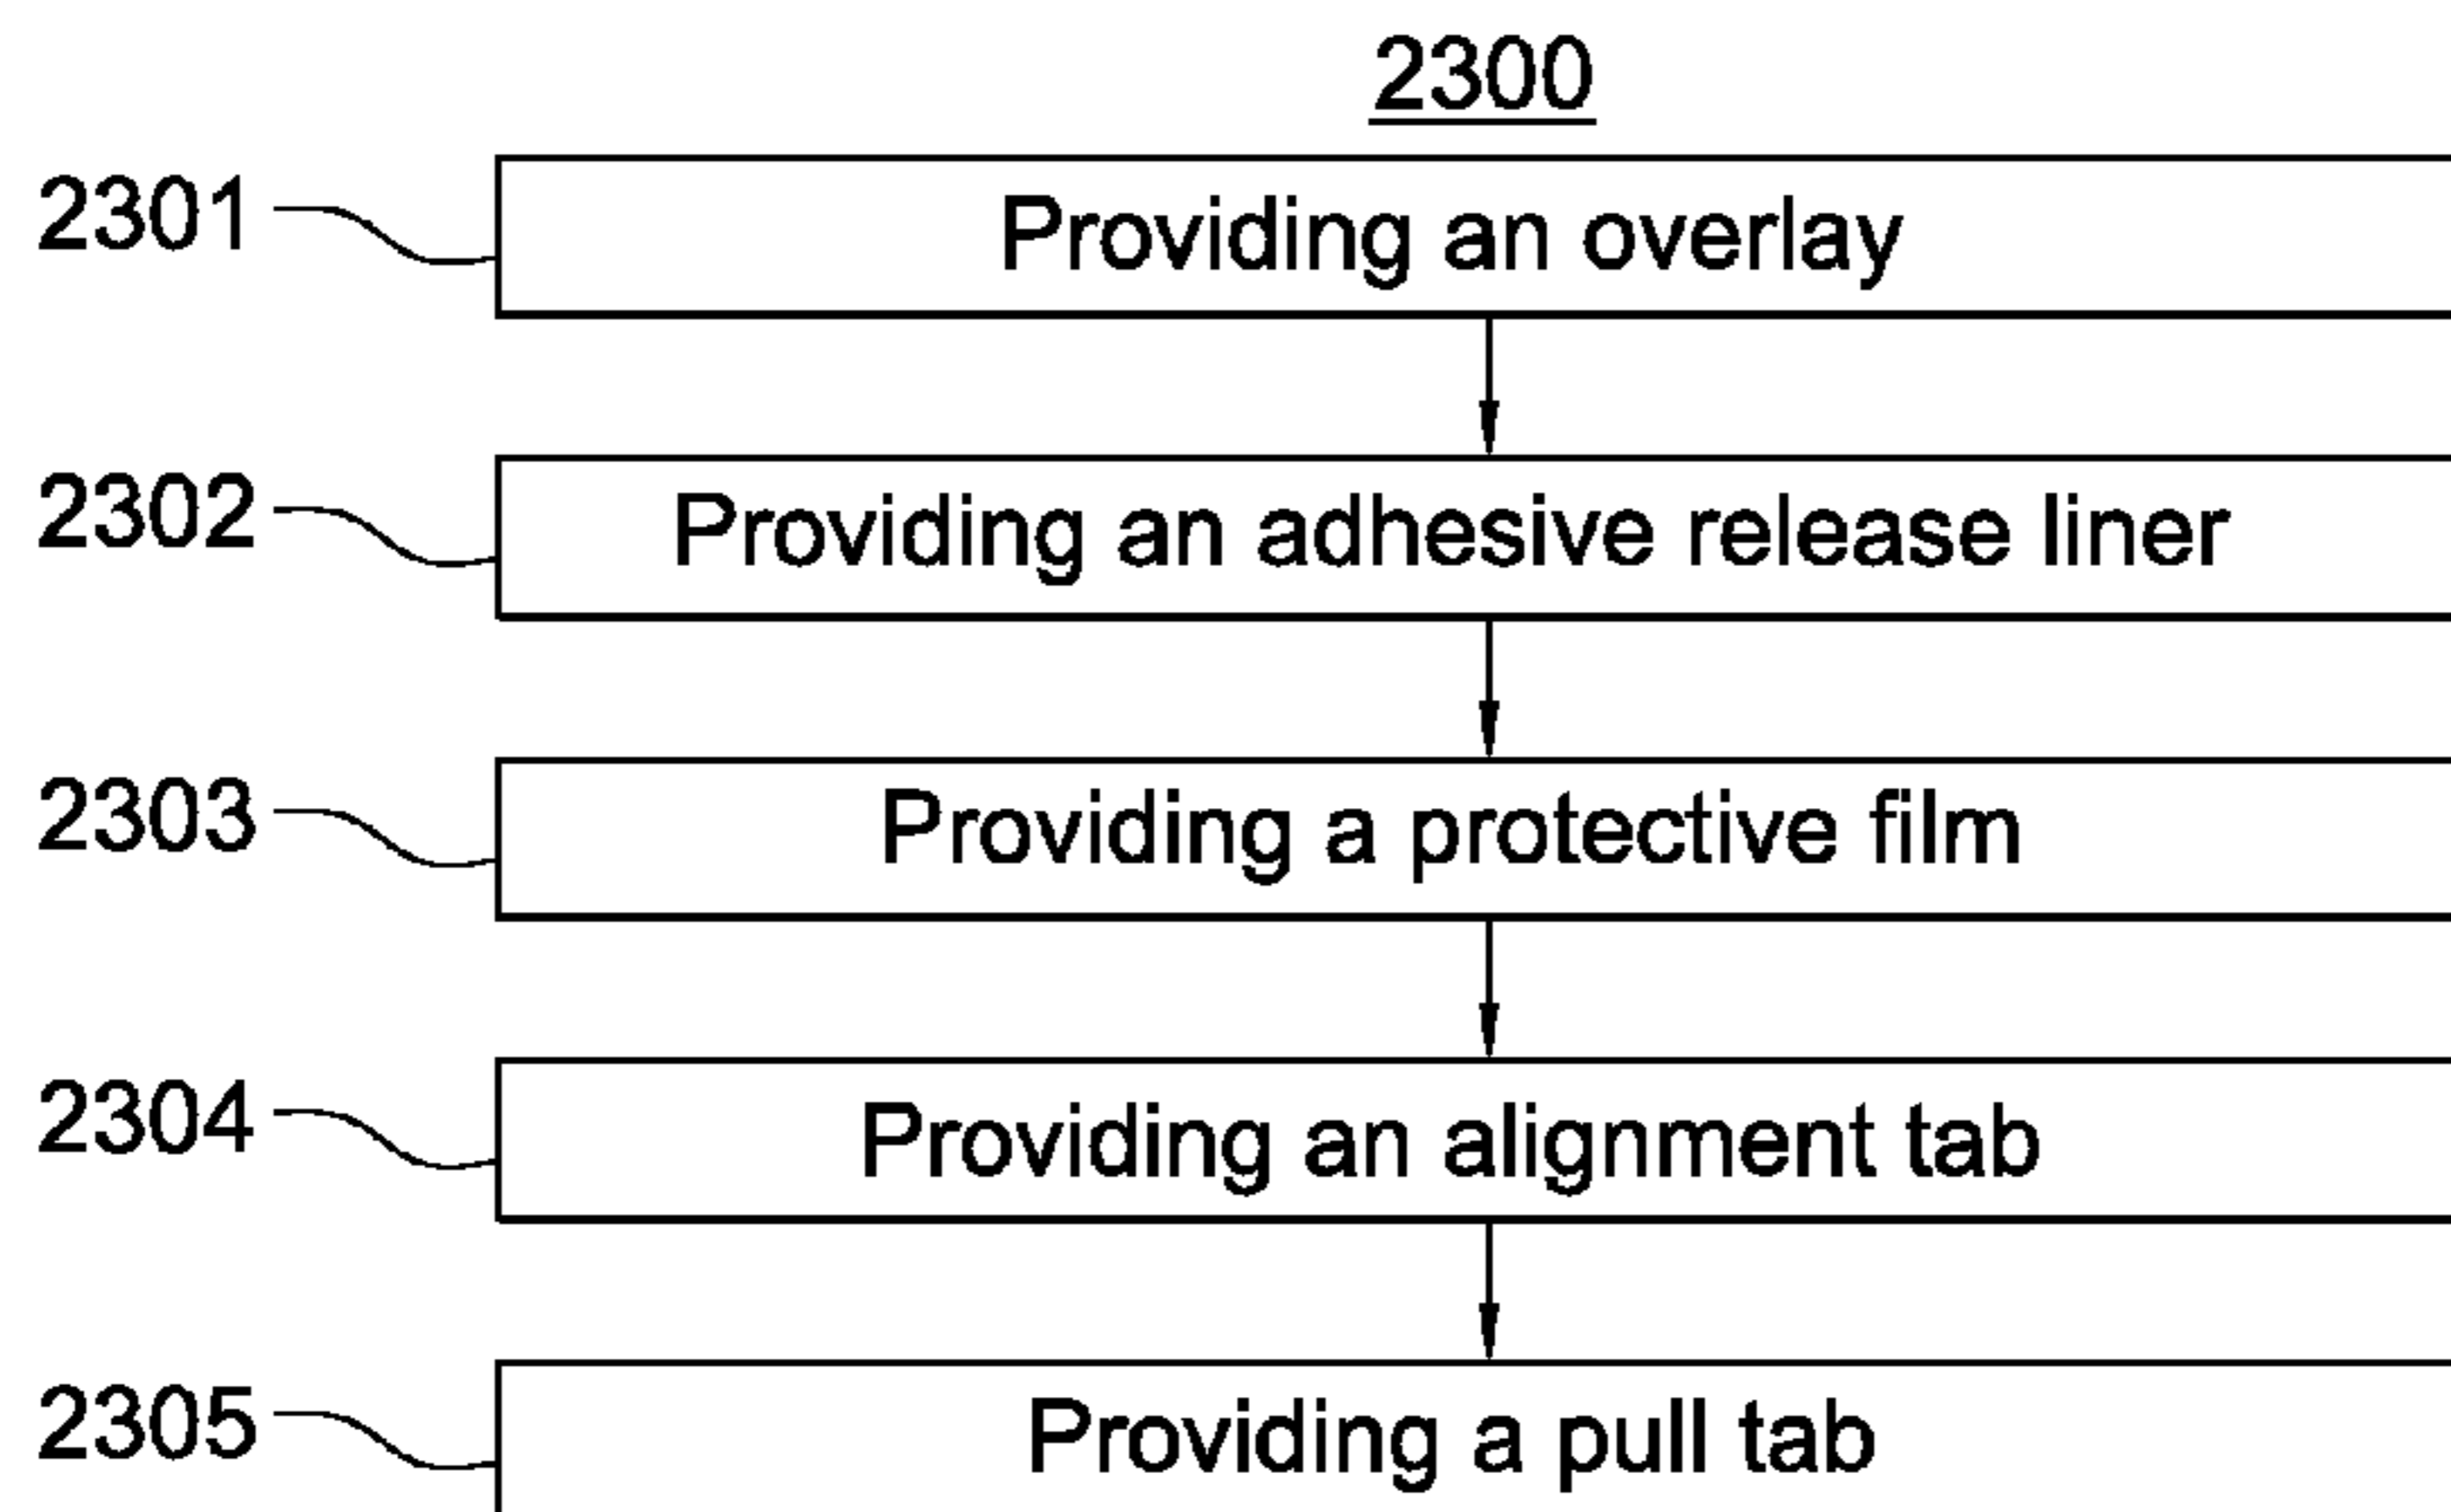 2300
2301 Providing an overlay
2302 Providing an adhesive release liner
2303 Providing a protective film
2304 Providing an alignment tab
2305 Providing a pull tab